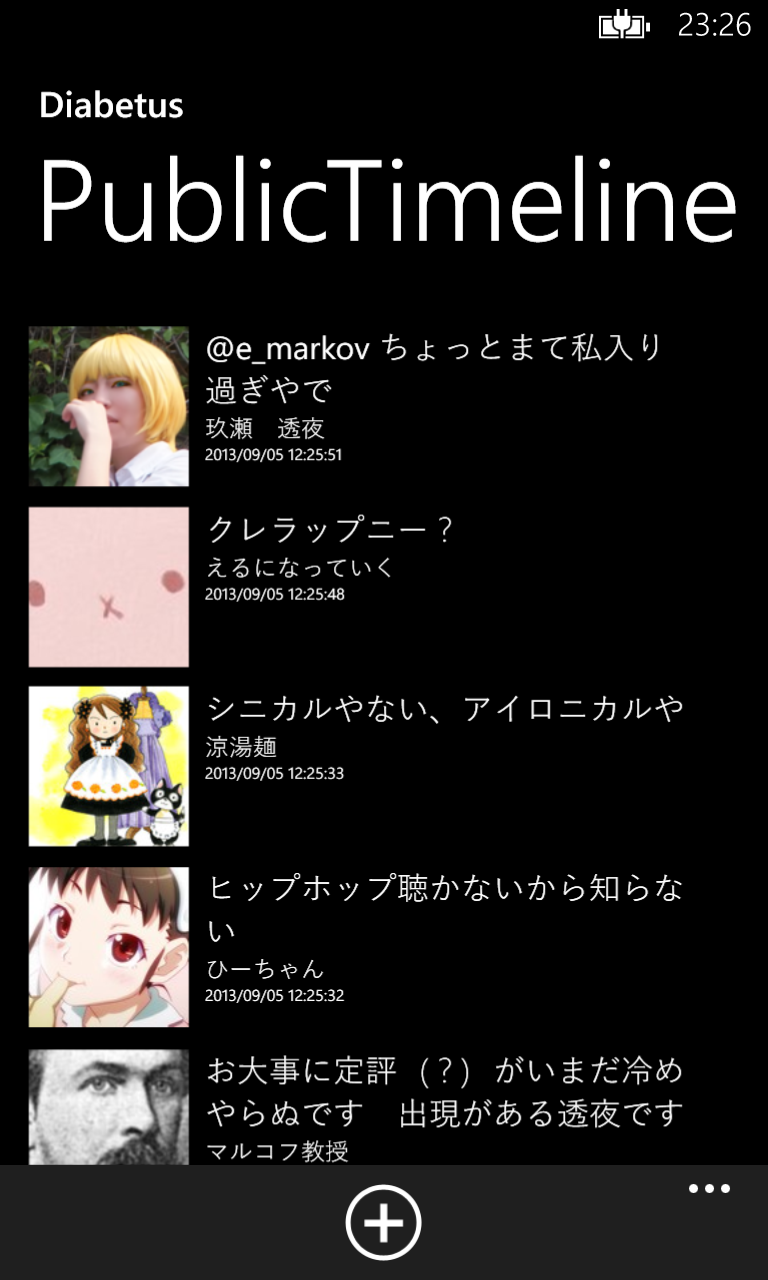 23:26
Diabetus
PublicTimeline
@e_markov ちょっとまて私入り
過ぎやで
玖瀬　透夜
2013/09/05 12:25:51
クレラップニー？
えるになっていく
2013/09/05 12:25:48
シニカルやない、アイロニカルや
涼湯麺
2013/09/05 12:25:33
ヒップホップ聴かないから知らな
い
ひーちゃん
2013/09/05 12:25:32
お大事に定評（？）がいまだ冷め
やらぬです　出現がある透夜です
マルコフ教授